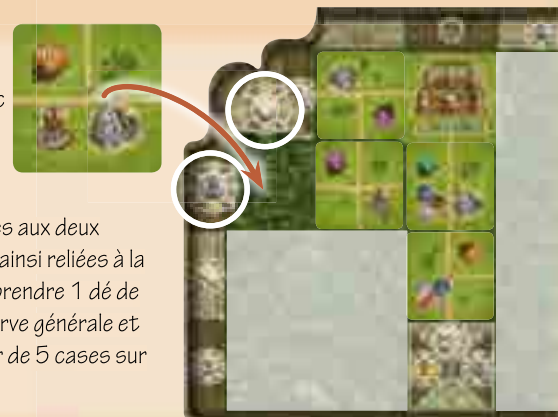 c
es aux deux
ainsi reliées à la
prendre 1 dé de
rve générale et
r de 5 cases sur